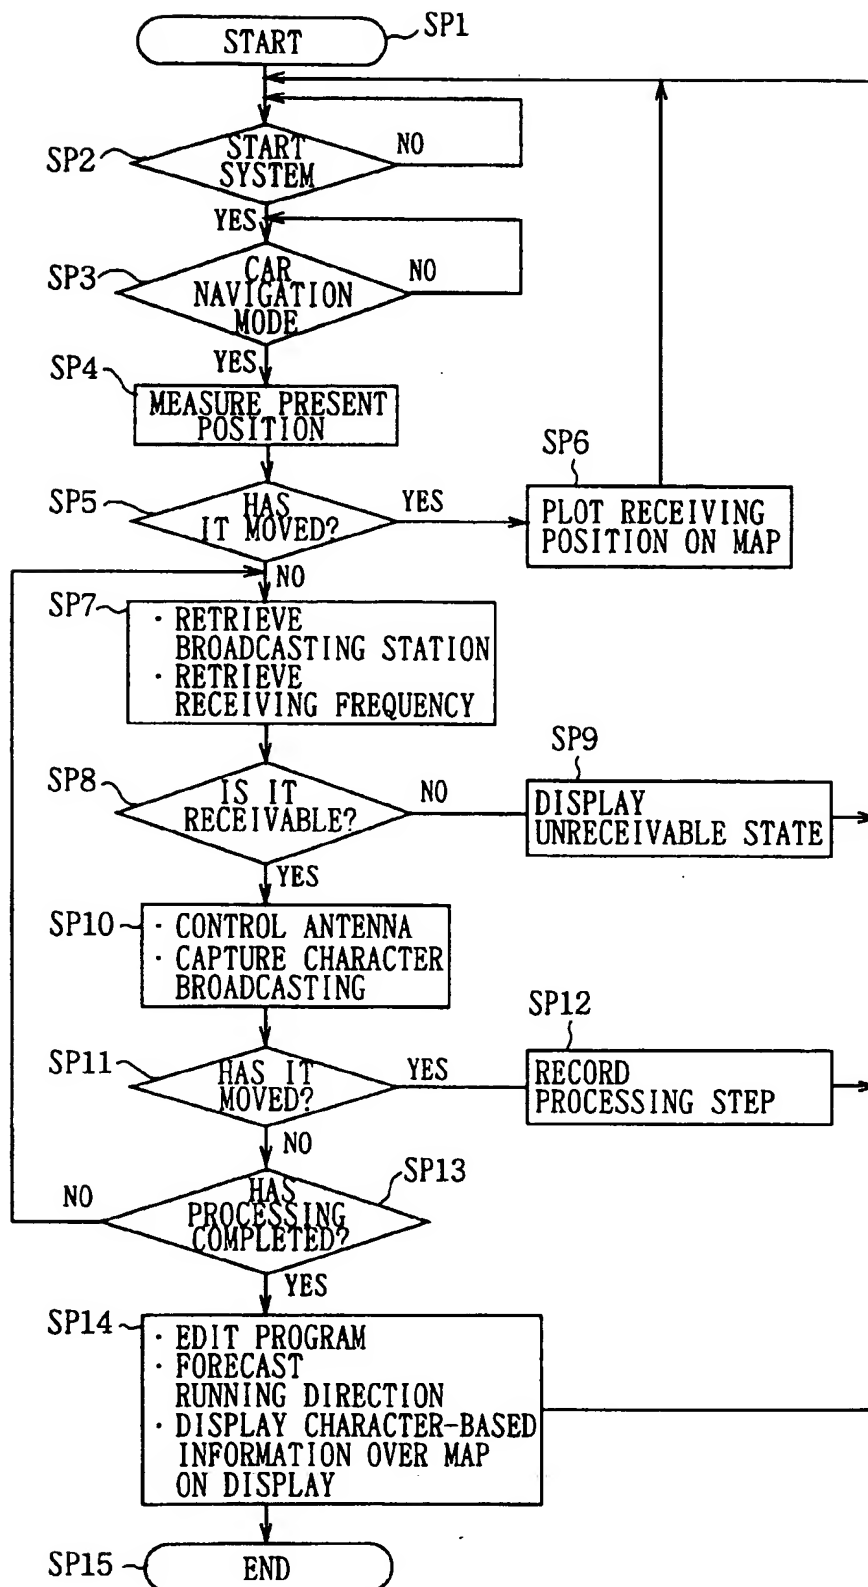 START
SP1
SP2
START
SYSTEM
NO
YES
SP3
CAR
NAVIGATION
MODE
NO
YES
SP4
MEASURE PRESENT
POSITION
SP5
HAS
IT MOVED?
YES
SP6
PLOT RECEIVING
POSITION ON MAP
NO
SP7
· RETRIEVE
BROADCASTING STATION
· RETRIEVE
RECEIVING FREQUENCY
SP8
IS IT
RECEIVABLE?
NO
SP9
DISPLAY
UNRECEIVABLE STATE
YES
SP10
· CONTROL ANTENNA
· CAPTURE CHARACTER
BROADCASTING
SP11
HAS IT
MOVED?
YES
SP12
RECORD
PROCESSING STEP
NO
SP13
NO
HAS
PROCESSING
COMPLETED?
YES
SP14
· EDIT PROGRAM
· FORECAST
RUNNING DIRECTION
· DISPLAY CHARACTER-BASED
INFORMATION OVER MAP
ON DISPLAY
SP15
END